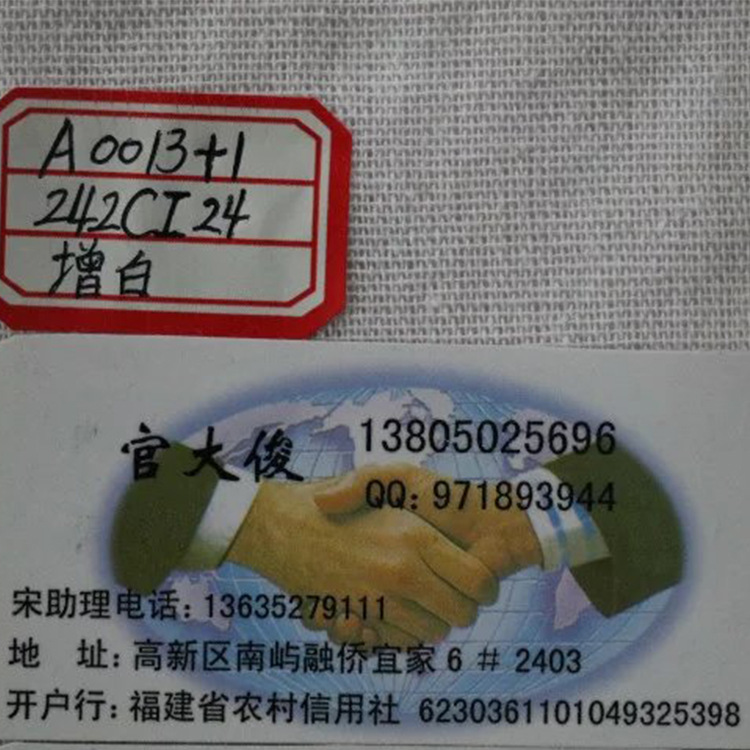 A0013+1
242CI24
增白
官大俊 13805025696
QQ: 971893944
宋助理电话: 13635279111
地 址: 高新区南屿融侨宜家 6 # 2403
开户行: 福建省农村信用社 6230361101049325398